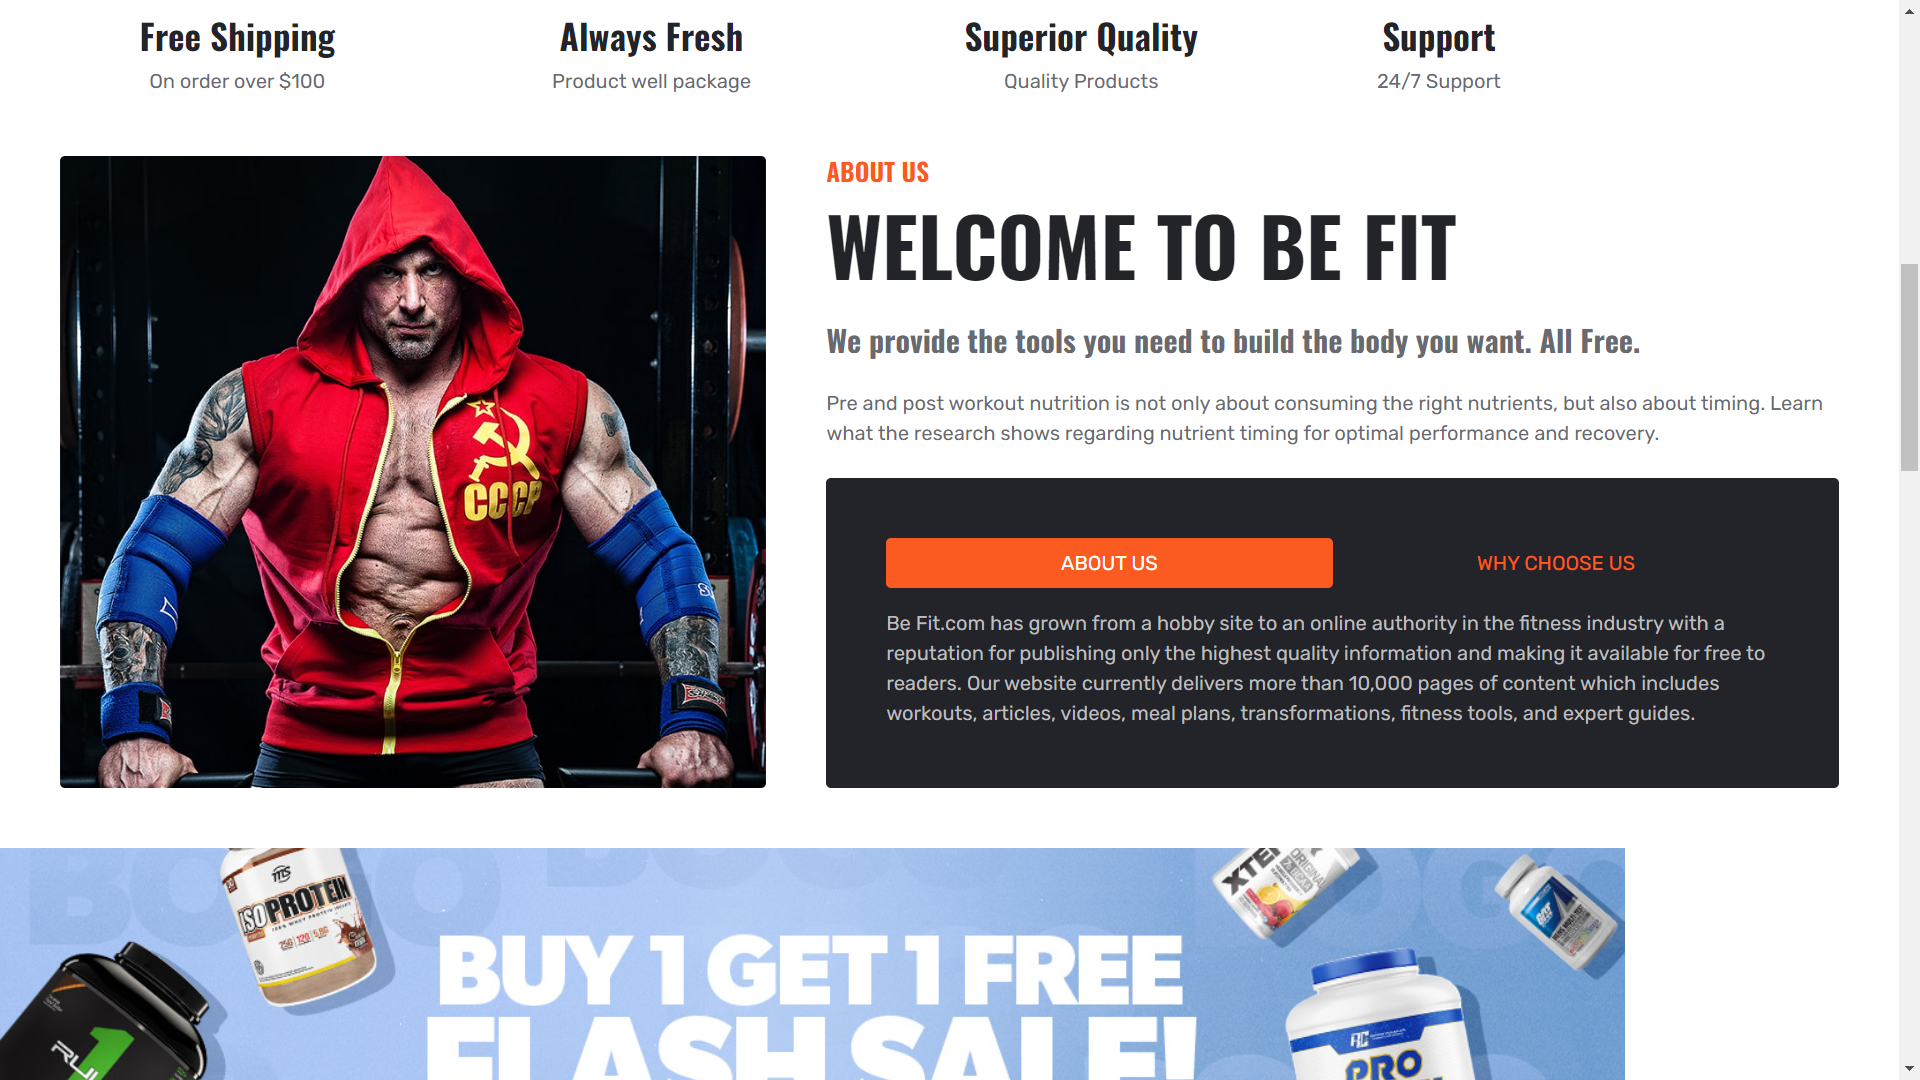 Free Shipping
On order over $100
Always Fresh
Product well package
Superior Quality
Quality Products
Support
24/7 Support
CCCP
ABOUT US
WELCOME TO BE FIT
We provide the tools you need to build the body you want. All Free.
Pre and post workout nutrition is not only about consuming the right nutrients, but also about timing. Learn
what the research shows regarding nutrient timing for optimal performance and recovery.
ABOUT US
WHY CHOOSE US
Be Fit.com has grown from a hobby site to an online authority in the fitness industry with a
reputation for publishing only the highest quality information and making it available for free to
readers. Our website currently delivers more than 10,000 pages of content which includes
workouts, articles, videos, meal plans, transformations, fitness tools, and expert guides.
BUY 1 GET 1 FREE
FLASH SALE!
ISOPROTEIN
ORIGINAL
GAT
RC
PRO